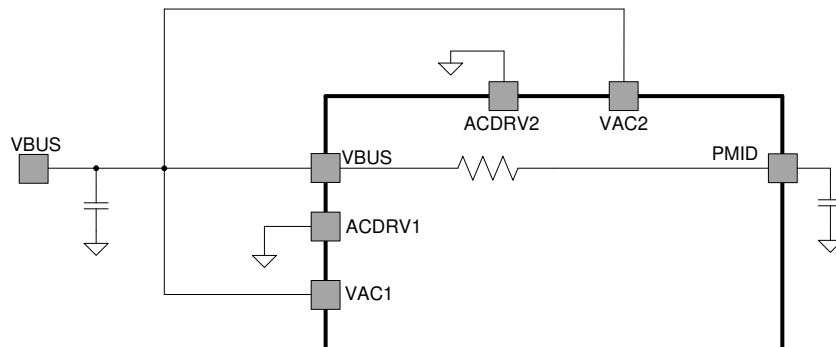 ACDRV2
VAC2
VBUS
VBUS
PMID
ACDRV1
VAC1